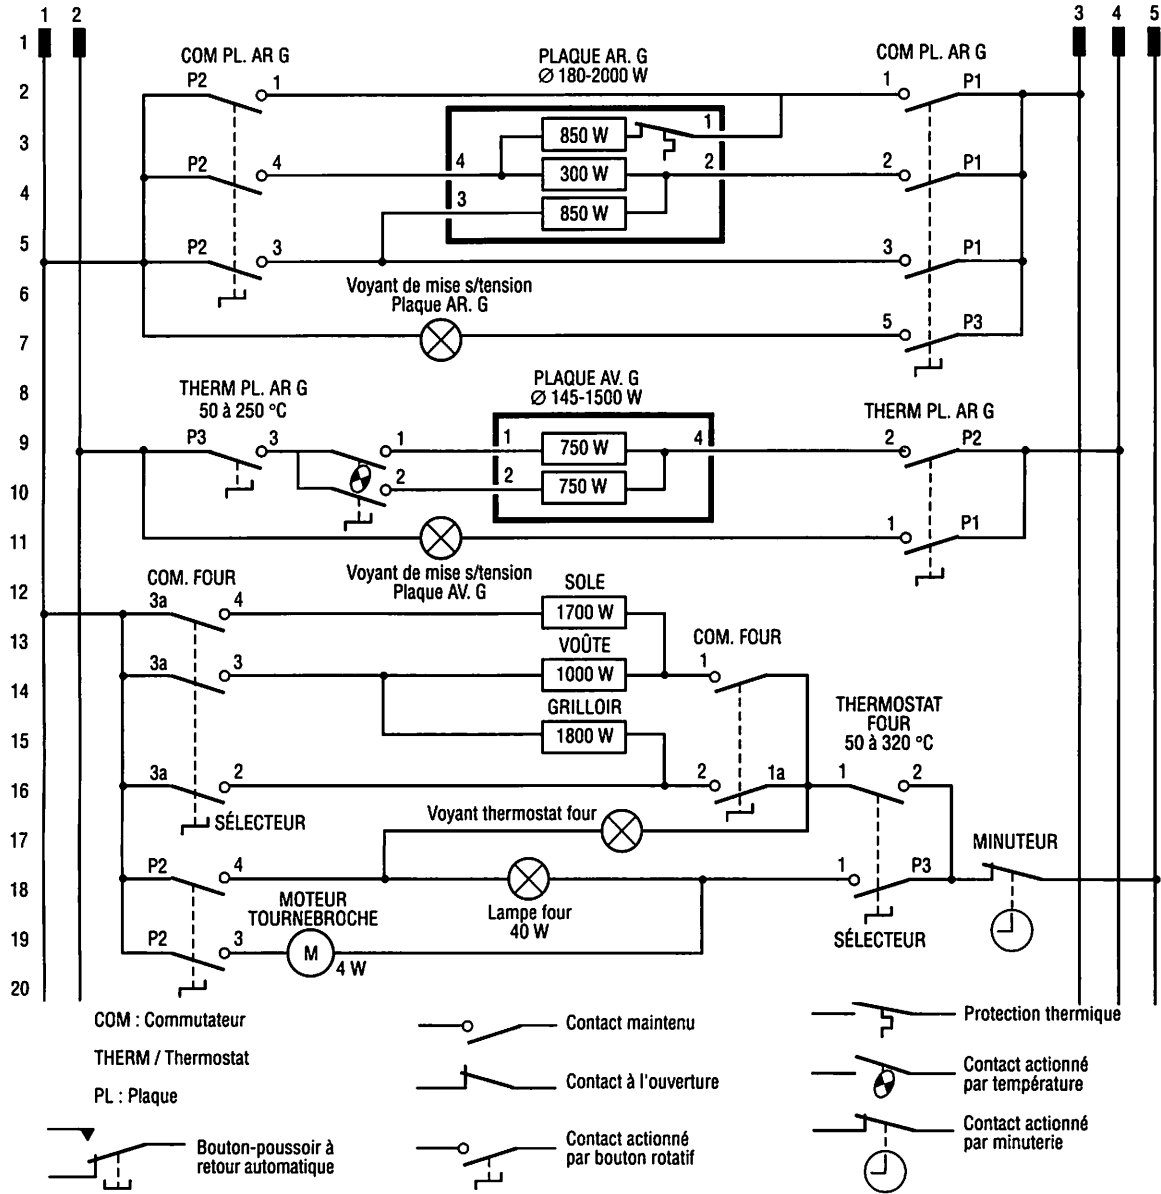 1 2 3 4 5
1
COM PL. AR G
PLAQUE AR. G
Ø 180-2000 W
COM PL. AR G
2 P2 1 1 P1
3 850 W 1
4 P2 4 4 300 W 2 2 P1
3 850 W
5 P2 3 3 P1
6 Voyant de mise s/tension
Plaque AR. G
7 5 P3
8 THERM PL. AR G
50 à 250 °C
PLAQUE AV. G
Ø 145-1500 W
THERM PL. AR G
9 P3 3 1 1 750 W 4 2 P2
10 2 2 750 W
11 1 P1
Voyant de mise s/tension
Plaque AV. G
12 COM. FOUR SOLE
3a 4 1700 W
13 VOÛTE COM. FOUR
14 3a 3 1000 W 1
GRILLOIR
THERMOSTAT
FOUR
50 à 320 °C
15 1800 W
16 3a 2 2 1a 1 2
SÉLECTEUR
Voyant thermostat four
17 MINUTEUR
18 P2 4 1 P3
MOTEUR
TOURNEBROCHE
Lampe four
40 W
19 P2 3 M 4 W
SÉLECTEUR
20
COM : Commutateur
THERM / Thermostat
PL : Plaque
Bouton-poussoir à
retour automatique
Contact maintenu
Contact à l'ouverture
Contact actionné
par bouton rotatif
Protection thermique
Contact actionné
par température
Contact actionné
par minuterie